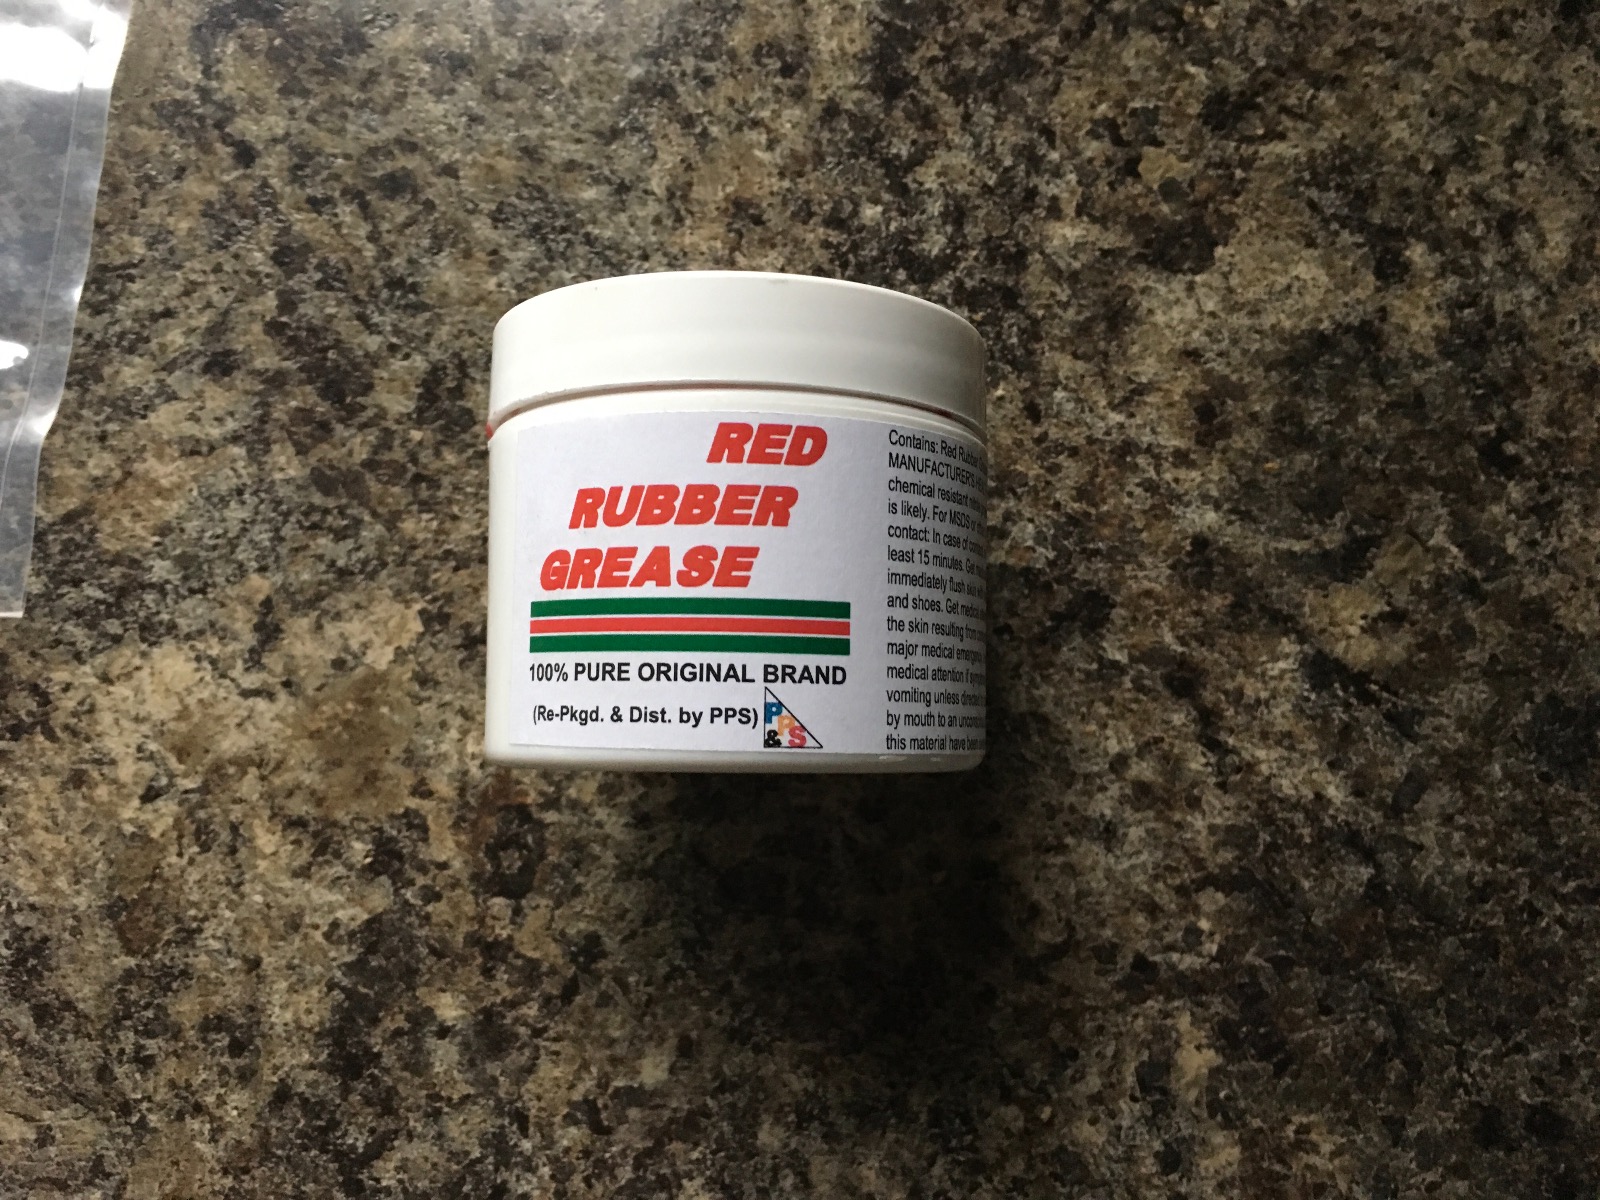 RED
RUBBER
GREASE
100% PURE ORIGINAL BRAND
(Re-Pkgd. & Dist. by PPS)
PP
&S
Contains: Red Rubber
MANUFACTURER'S
chemical resistant
is likely. For MSDS or
contact: In case of
least 15 minutes. Get
immediately flush skin
and shoes. Get medical
the skin resulting from
major medical emergency
medical attention if
vomiting unless directed
by mouth to an
this material have been